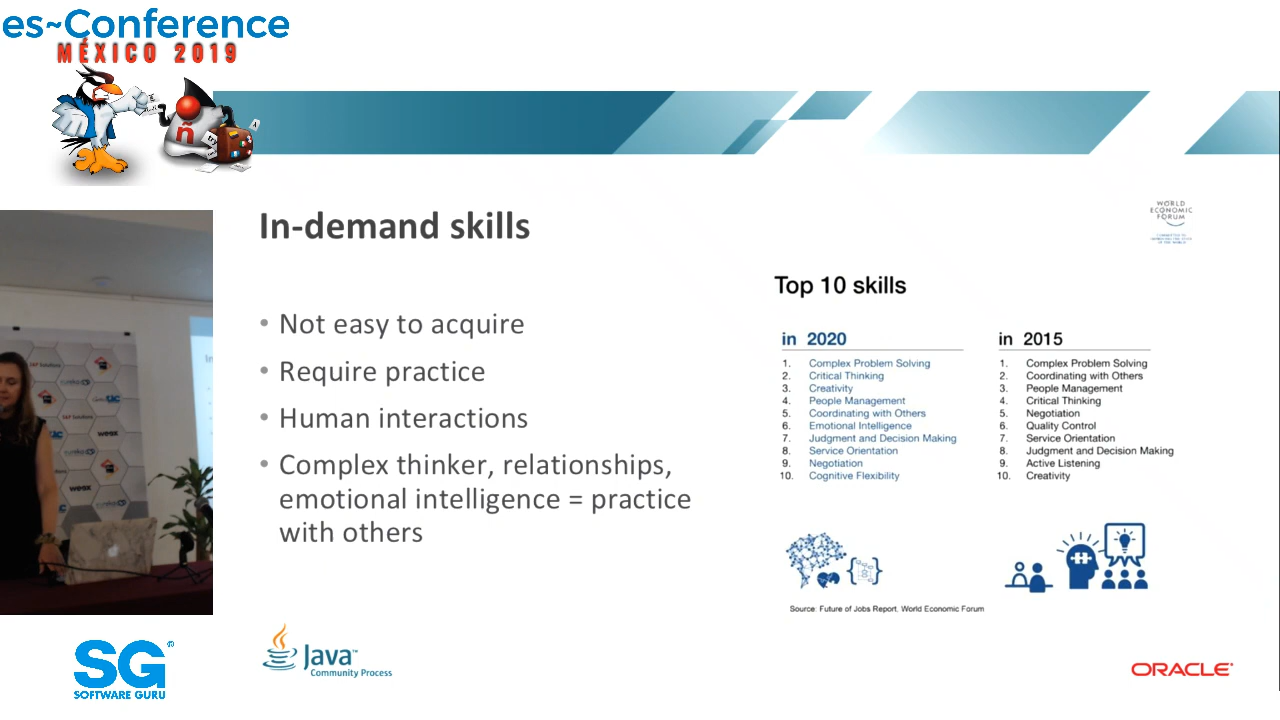 es~Conference
MÉXICO 2019
ñ
In-demand skills
• Not easy to acquire
• Require practice
• Human interactions
• Complex thinker, relationships,
emotional intelligence = practice
with others
WORLD
ECONOMIC
FORUM
Top 10 skills
in 2020
1. Complex Problem Solving
2. Critical Thinking
3. Creativity
4. People Management
5. Coordinating with Others
6. Emotional Intelligence
7. Judgment and Decision Making
8. Service Orientation
9. Negotiation
10. Cognitive Flexibility
in 2015
1. Complex Problem Solving
2. Coordinating with Others
3. People Management
4. Critical Thinking
5. Negotiation
6. Quality Control
7. Service Orientation
8. Judgment and Decision Making
9. Active Listening
10. Creativity
Source: Future of Jobs Report, World Economic Forum
wesx
wesx
SG®
SOFTWARE GURU
Java™
Community Process
ORACLE®